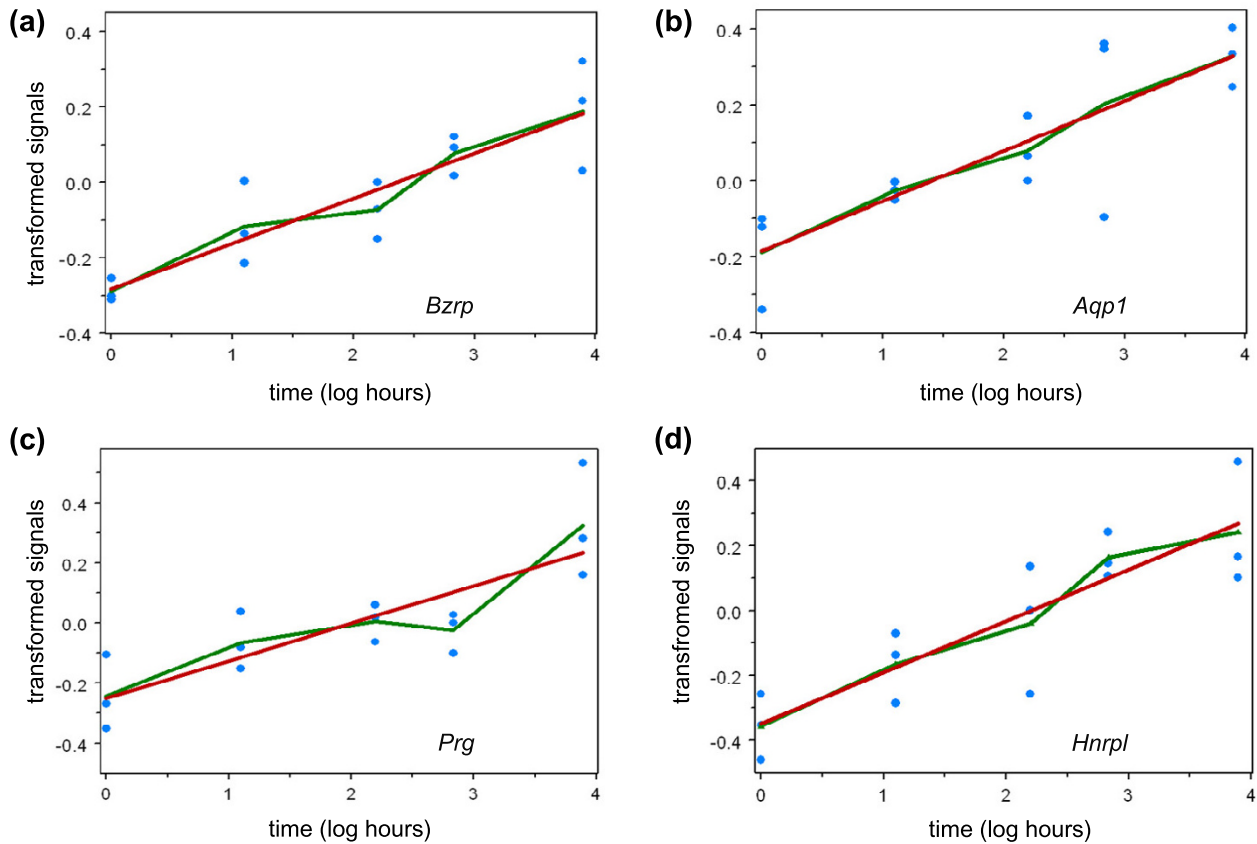 (a)
transformed signals
0.4
0.2
0.0
-0.2
-0.4
Bzrp
0 1 2 3 4
time (log hours)
(b)
0.4
0.2
0.0
-0.2
-0.4
Aqp1
0 1 2 3 4
time (log hours)
(c)
transformed signals
0.4
0.2
0.0
-0.2
-0.4
Prg
0 1 2 3 4
time (log hours)
(d)
transfromed signals
0.4
0.2
0.0
-0.2
-0.4
Hnrpl
0 1 2 3 4
time (log hours)